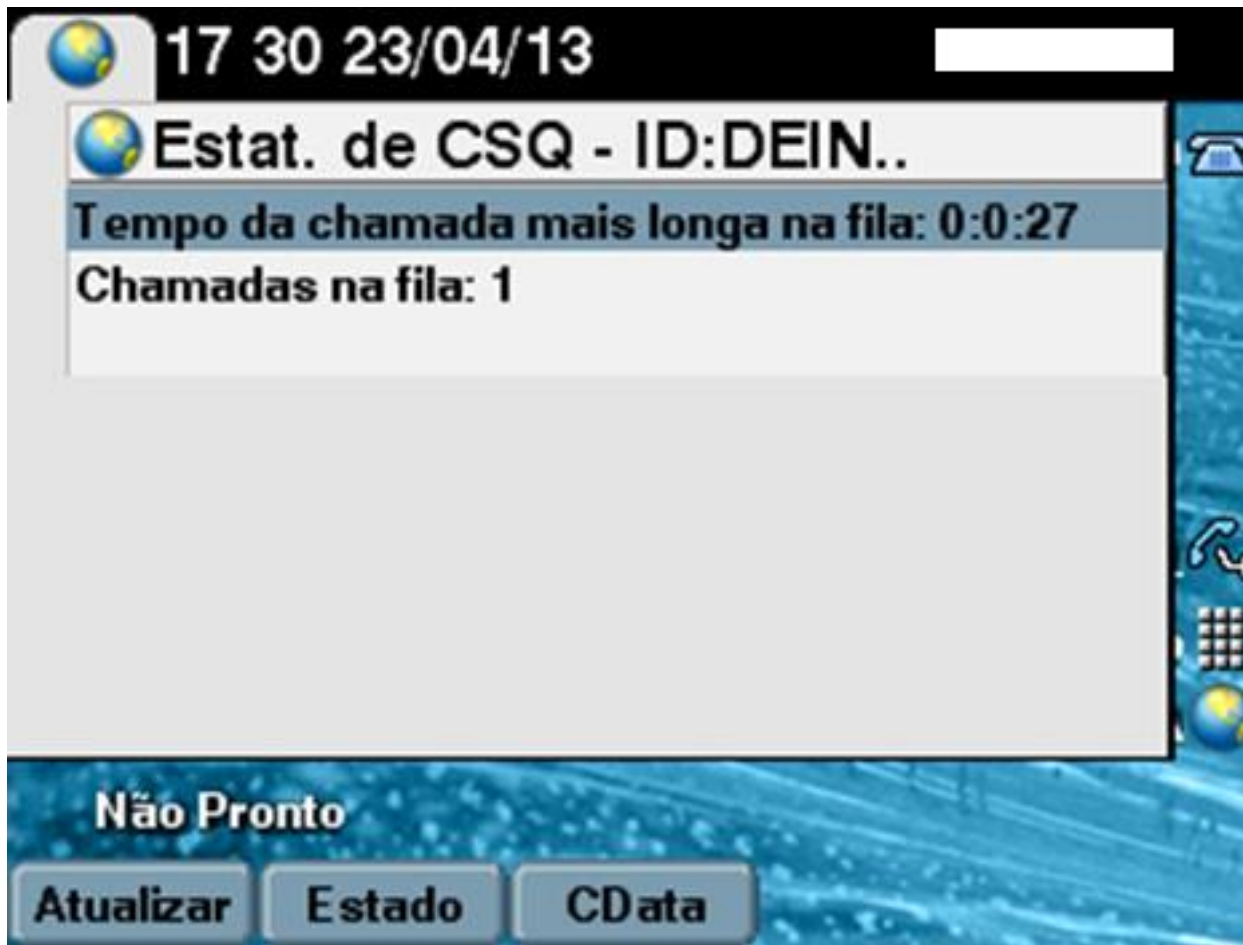 17 30 23/04/13
Estat. de CSQ - ID:DEIN..
Tempo da chamada mais longa na fila: 0:0:27
Chamadas na fila: 1
Não Pronto
Atualizar Estado CData